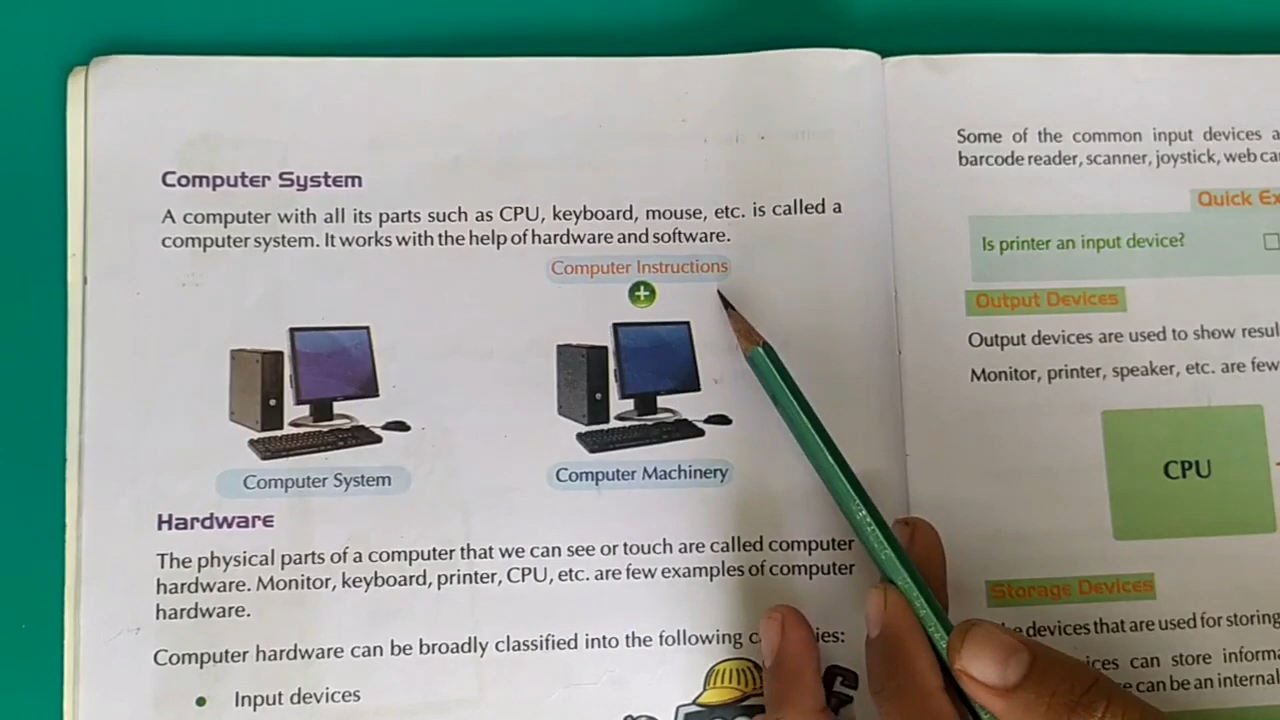 Computer System
A computer with all its parts such as CPU, keyboard, mouse, etc. is called a
computer system. It works with the help of hardware and software.
Computer Instructions
+
Computer System
Computer Machinery
Hardware
The physical parts of a computer that we can see or touch are called computer
hardware. Monitor, keyboard, printer, CPU, etc. are few examples of computer
hardware.
Computer hardware can be broadly classified into the following
Input devices
Some of the common input devices
barcode reader, scanner, joystick, web
Quick
Is printer an input device?
Output Devices
Output devices are used to show
Monitor, printer, speaker, etc. are few
CPU
Storage Devices
devices that are used for storing
can store
can be an internal